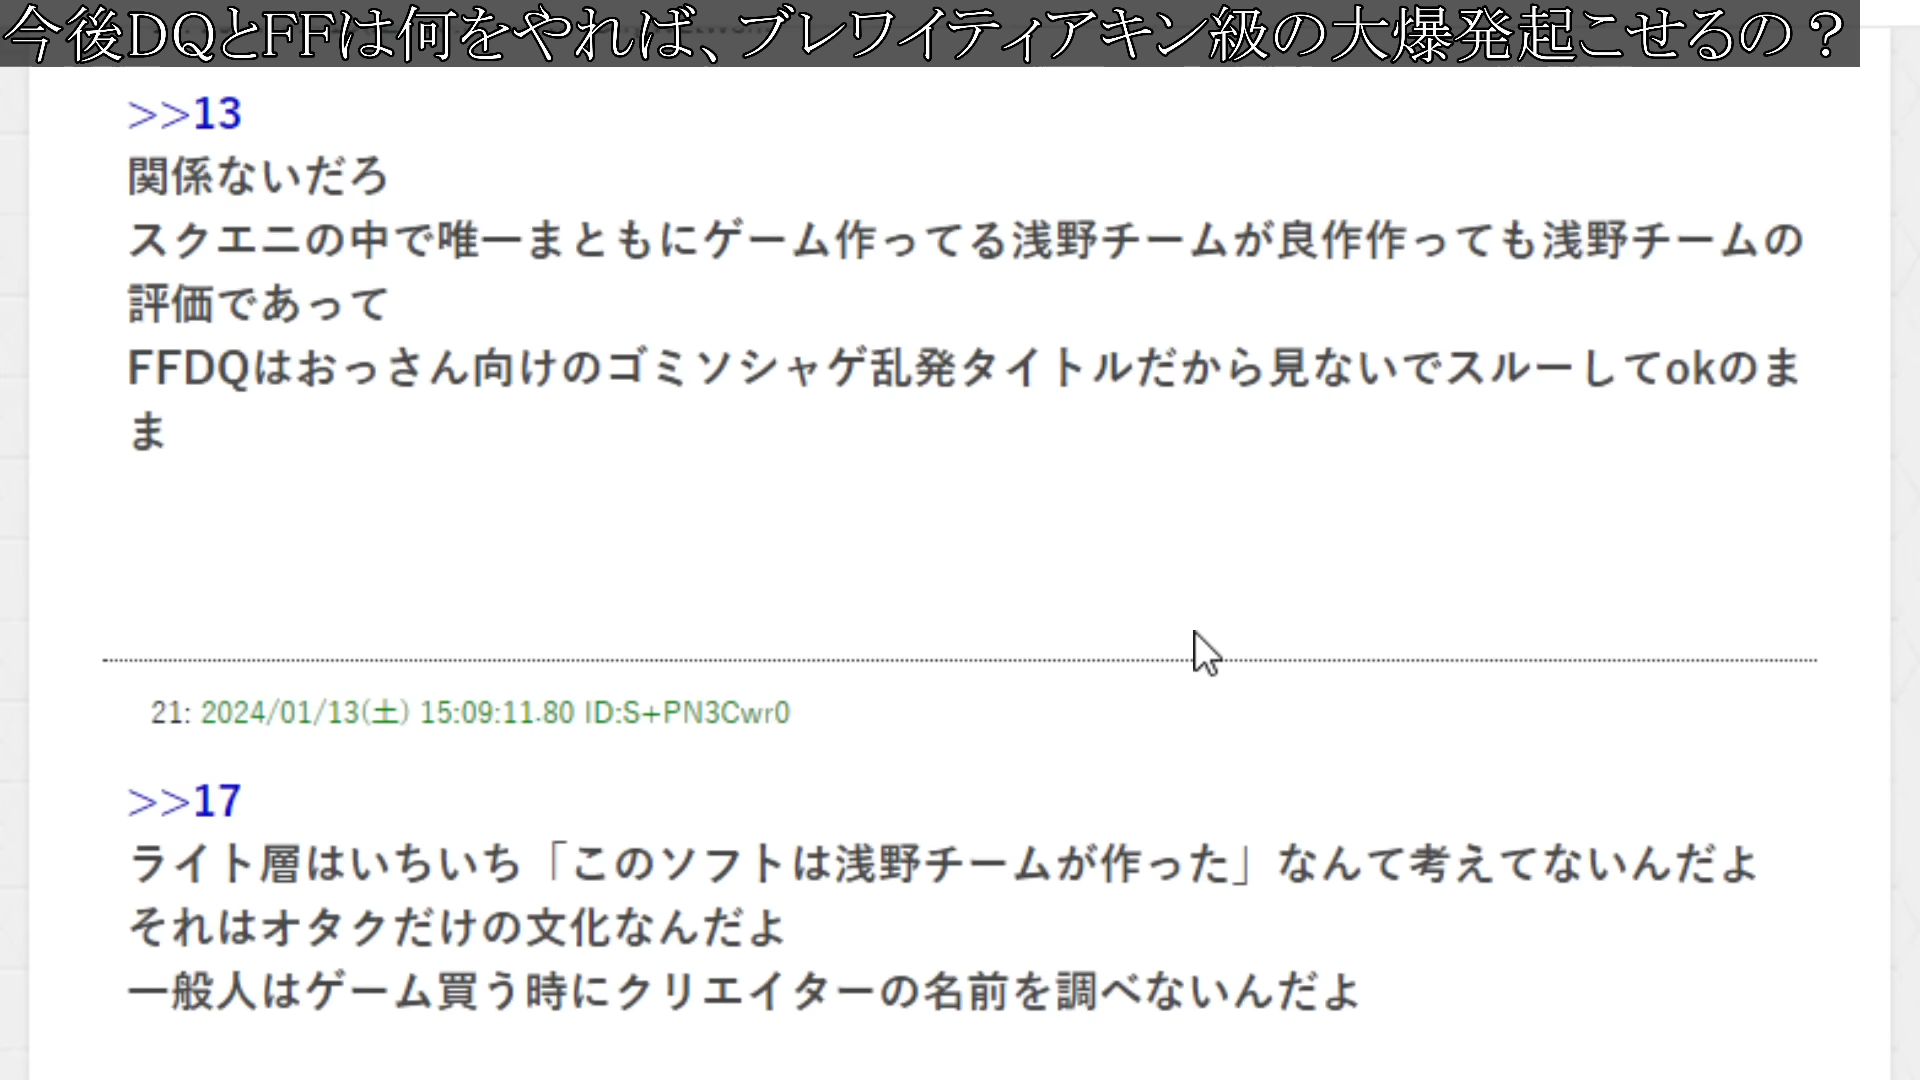 今後DQとFFは何をやれば、ブレワイティアキン級の大爆発起こせるの？
>>13
関係ないだろ
スクエニの中で唯一まともにゲーム作ってる浅野チームが良作作っても浅野チームの
評価であって
FFDQはおっさん向けのゴミソシャゲ乱発タイトルだから見ないでスルーしてokのま
ま
21: 2024/01/13(土) 15:09:11.80 ID:S+PN3Cwr0
>>17
ライト層はいちいち「このソフトは浅野チームが作った」なんて考えてないんだよ
それはオタクだけの文化なんだよ
一般人はゲーム買う時にクリエイターの名前を調べないんだよ